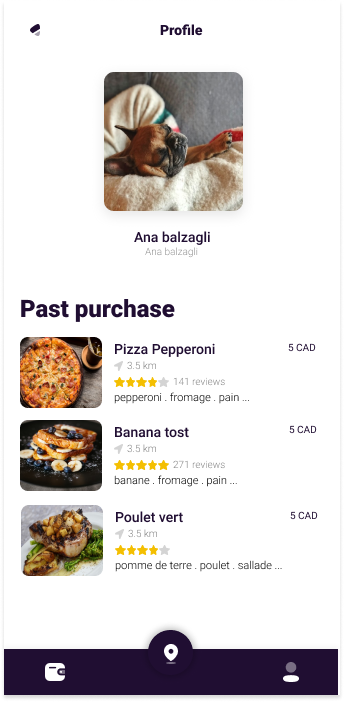 Profile
Ana balzagli
Ana balzagli
Past purchase
Pizza Pepperoni 5 CAD
3.5 km
141 reviews
pepperoni . fromage . pain ...
Banana tost 5 CAD
3.5 km
271 reviews
banane . fromage . pain ...
Poulet vert 5 CAD
3.5 km
pomme de terre . poulet . sallade ...